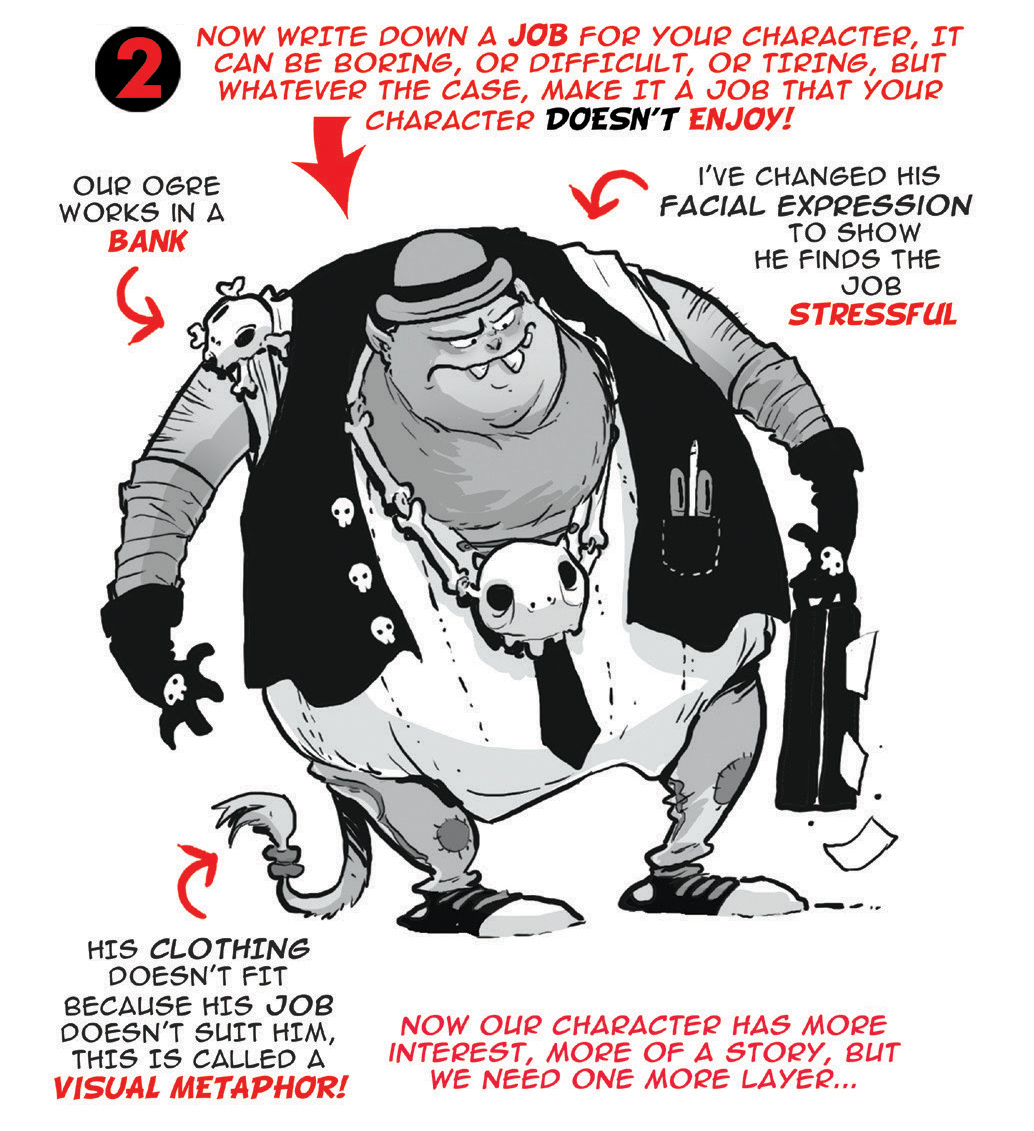 2
NOW WRITE DOWN A JOB FOR YOUR CHARACTER, IT
CAN BE BORING, OR DIFFICULT, OR TIRING, BUT
WHATEVER THE CASE, MAKE IT A JOB THAT YOUR
CHARACTER DOESN'T ENJOY!
OUR OGRE
WORKS IN A
BANK
I'VE CHANGED HIS
FACIAL EXPRESSION
TO SHOW
HE FINDS THE
JOB
STRESSFUL
HIS CLOTHING
DOESN'T FIT
BECAUSE HIS JOB
DOESN'T SUIT HIM,
THIS IS CALLED A
VISUAL METAPHOR!
NOW OUR CHARACTER HAS MORE
INTEREST, MORE OF A STORY, BUT
WE NEED ONE MORE LAYER...